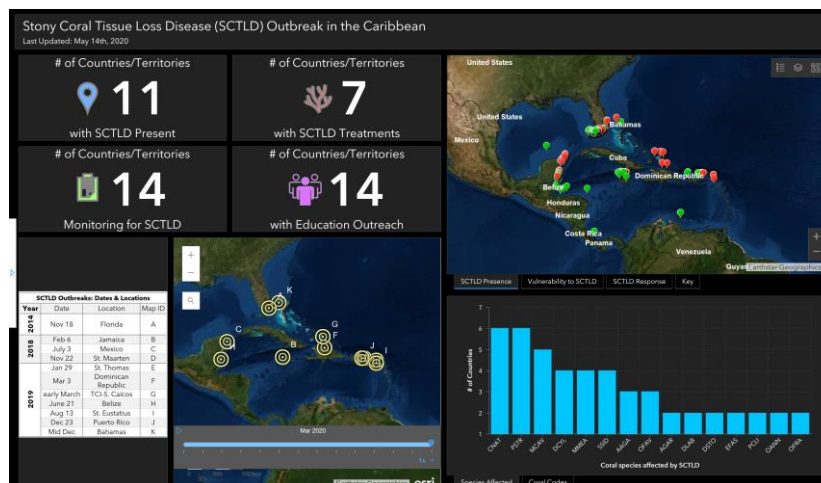 Stony Coral Tissue Loss Disease (SCTLD) Outbreak in the Caribbean
Last Updated: May 14th, 2020
# of Countries/Territories
11
with SCTLD Present
# of Countries/Territories
7
with SCTLD Treatments
# of Countries/Territories
14
Monitoring for SCTLD
# of Countries/Territories
14
with Education Outreach
United States
United States
Mexico
Bahamas
Cuba
Dominican Republic
Belize
Honduras
Nicaragua
Costa Rica
Panama
Venezuela
Guyan
Earthstar Geographics
+
−
SCTLD Presence Vulnerability to SCTLD SCTLD Response Key
SCTLD Outbreaks: Dates & Locations
Year Date Location Map ID
2014 Nov 18 Florida A
2018 Feb 6 Jamaica B
July 3 Mexico C
Nov 22 St. Maarten D
2019 Jan 29 St. Thomas E
Mar 3 Dominican Republic F
early March TCI-S. Caicos G
June 21 Belize H
Aug 13 St. Eustatius I
Dec 23 Puerto Rico J
Mid Dec Bahamas K
+
−
K
G
C
F
H
B
J
I
Mar 2020
esri
# of Countries
7
6
5
4
3
2
1
CNAT PSTR MCAV DCYL MMEA SSID AAGA OFAV AGAR DLAB DSTO EFAS PCLI OANN OFRA
Coral species affected by SCTLD
Species Affected Coral Codes